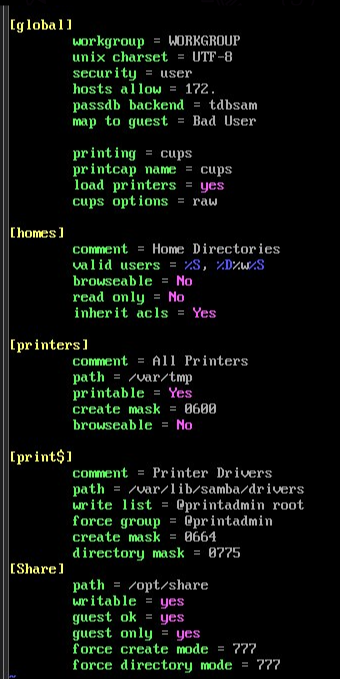 [global]
workgroup = WORKGROUP
unix charset = UTF-8
security = user
hosts allow = 172.
passdb backend = tdbsam
map to guest = Bad User
printing = cups
printcap name = cups
load printers = yes
cups options = raw
[homes]
comment = Home Directories
valid users = %S, %D%w%S
browseable = No
read only = No
inherit acls = Yes
[printers]
comment = All Printers
path = /var/tmp
printable = Yes
create mask = 0600
browseable = No
[print$]
comment = Printer Drivers
path = /var/lib/samba/drivers
write list = @printadmin root
force group = @printadmin
create mask = 0664
directory mask = 0775
[Share]
path = /opt/share
writable = yes
guest ok = yes
guest only = yes
force create mode = 777
force directory mode = 777
~